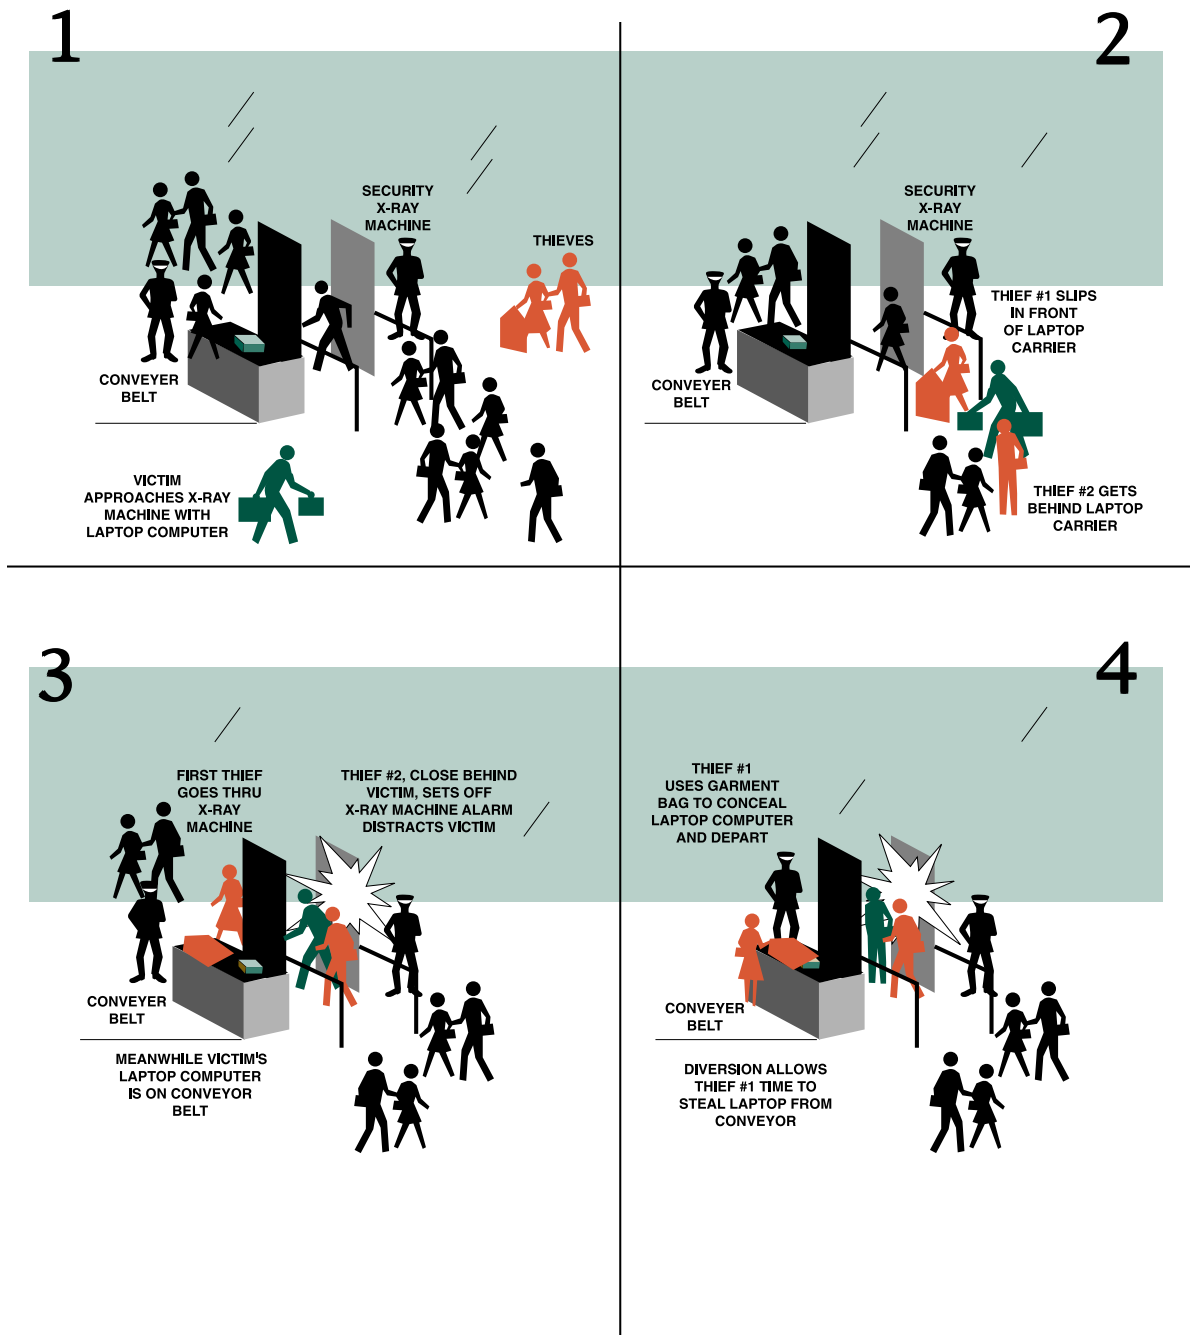 1
SECURITY
X-RAY
MACHINE
THIEVES
CONVEYER
BELT
VICTIM
APPROACHES X-RAY
MACHINE WITH
LAPTOP COMPUTER
2
SECURITY
X-RAY
MACHINE
THIEF #1 SLIPS
IN FRONT
OF LAPTOP
CARRIER
CONVEYER
BELT
THIEF #2 GETS
BEHIND LAPTOP
CARRIER
3
FIRST THIEF
GOES THRU
X-RAY
MACHINE
THIEF #2, CLOSE BEHIND
VICTIM, SETS OFF
X-RAY MACHINE ALARM
DISTRACTS VICTIM
CONVEYER
BELT
MEANWHILE VICTIM'S
LAPTOP COMPUTER
IS ON CONVEYOR
BELT
4
THIEF #1
USES GARMENT
BAG TO CONCEAL
LAPTOP COMPUTER
AND DEPART
CONVEYER
BELT
DIVERSION ALLOWS
THIEF #1 TIME TO
STEAL LAPTOP FROM
CONVEYOR